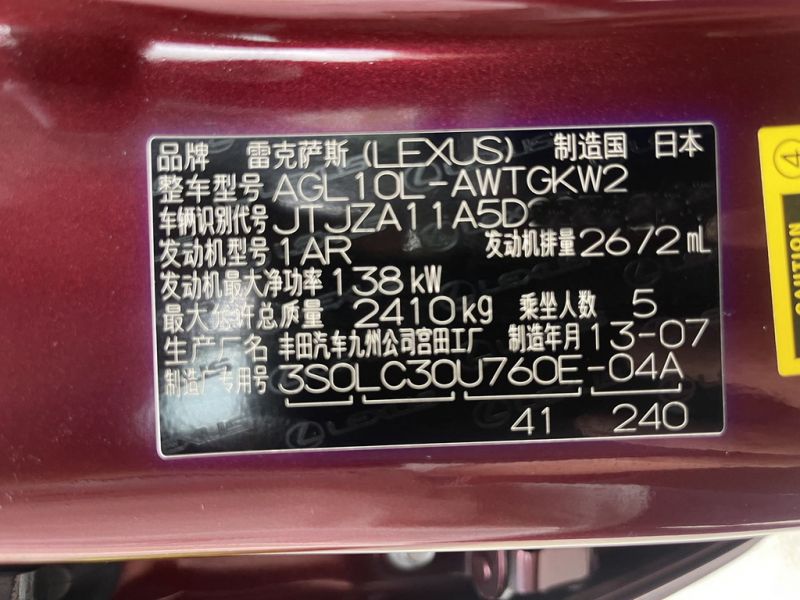 品牌 雷克萨斯 (LEXUS) 制造国 日本
整车型号 AGL10L-AWTGKW2
车辆识别代号 JTJZA11A5D
发动机型号 1AR 发动机排量 2672 mL
发动机最大净功率 138 kW
最大允许总质量 2410 kg 乘坐人数 5
生产厂名 丰田汽车九州公司宫田工厂 制造年月 13-07
制造厂专用号 3S0LC30U760E-04A
41 240
④
CAUTION